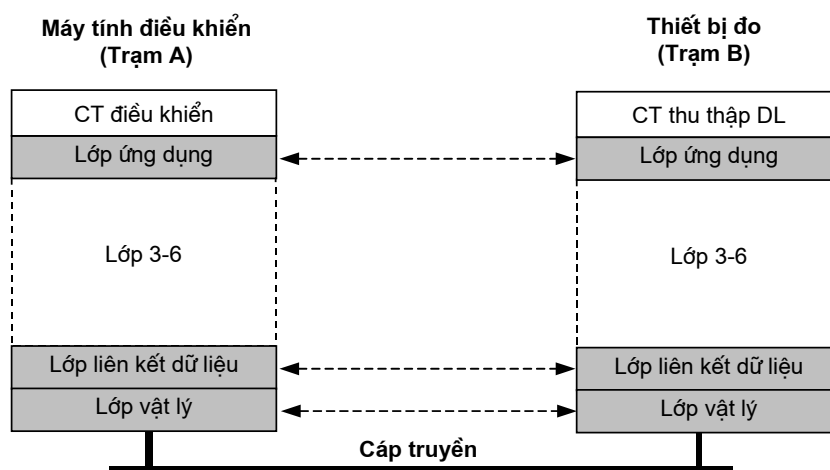 Máy tính điều khiển
(Trạm A)
Thiết bị đo
(Trạm B)
CT điều khiển
CT thu thập DL
Lớp ứng dụng
Lớp ứng dụng
Lớp 3-6
Lớp 3-6
Lớp liên kết dữ liệu
Lớp liên kết dữ liệu
Lớp vật lý
Lớp vật lý
Cáp truyền